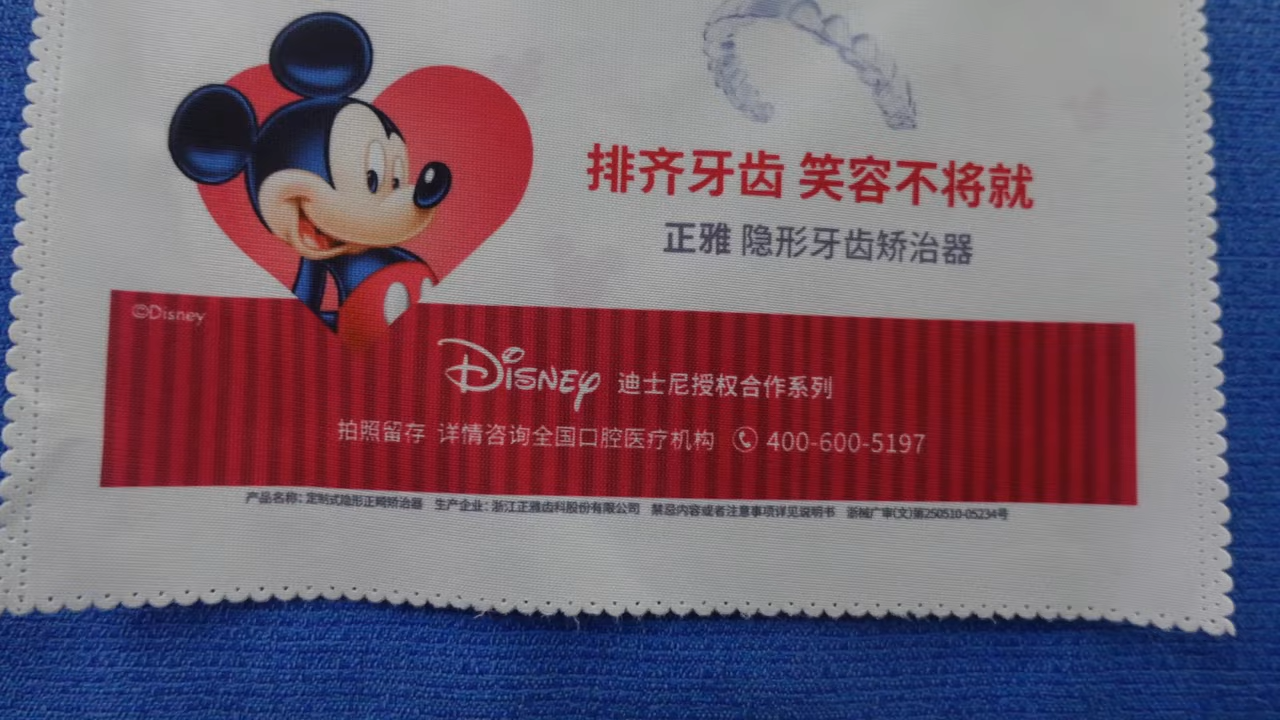 排齐牙齿 笑容不将就
正雅 隐形牙齿矫治器
©Disney
Disney 迪士尼授权合作系列
拍照留存 详情咨询全国口腔医疗机构 400-600-5197
产品名称：定制式隐形正畸矫治器 生产企业：浙江正雅齿科股份有限公司 禁忌内容或者注意事项详见说明书 浙械广审(文)第250510-05234号